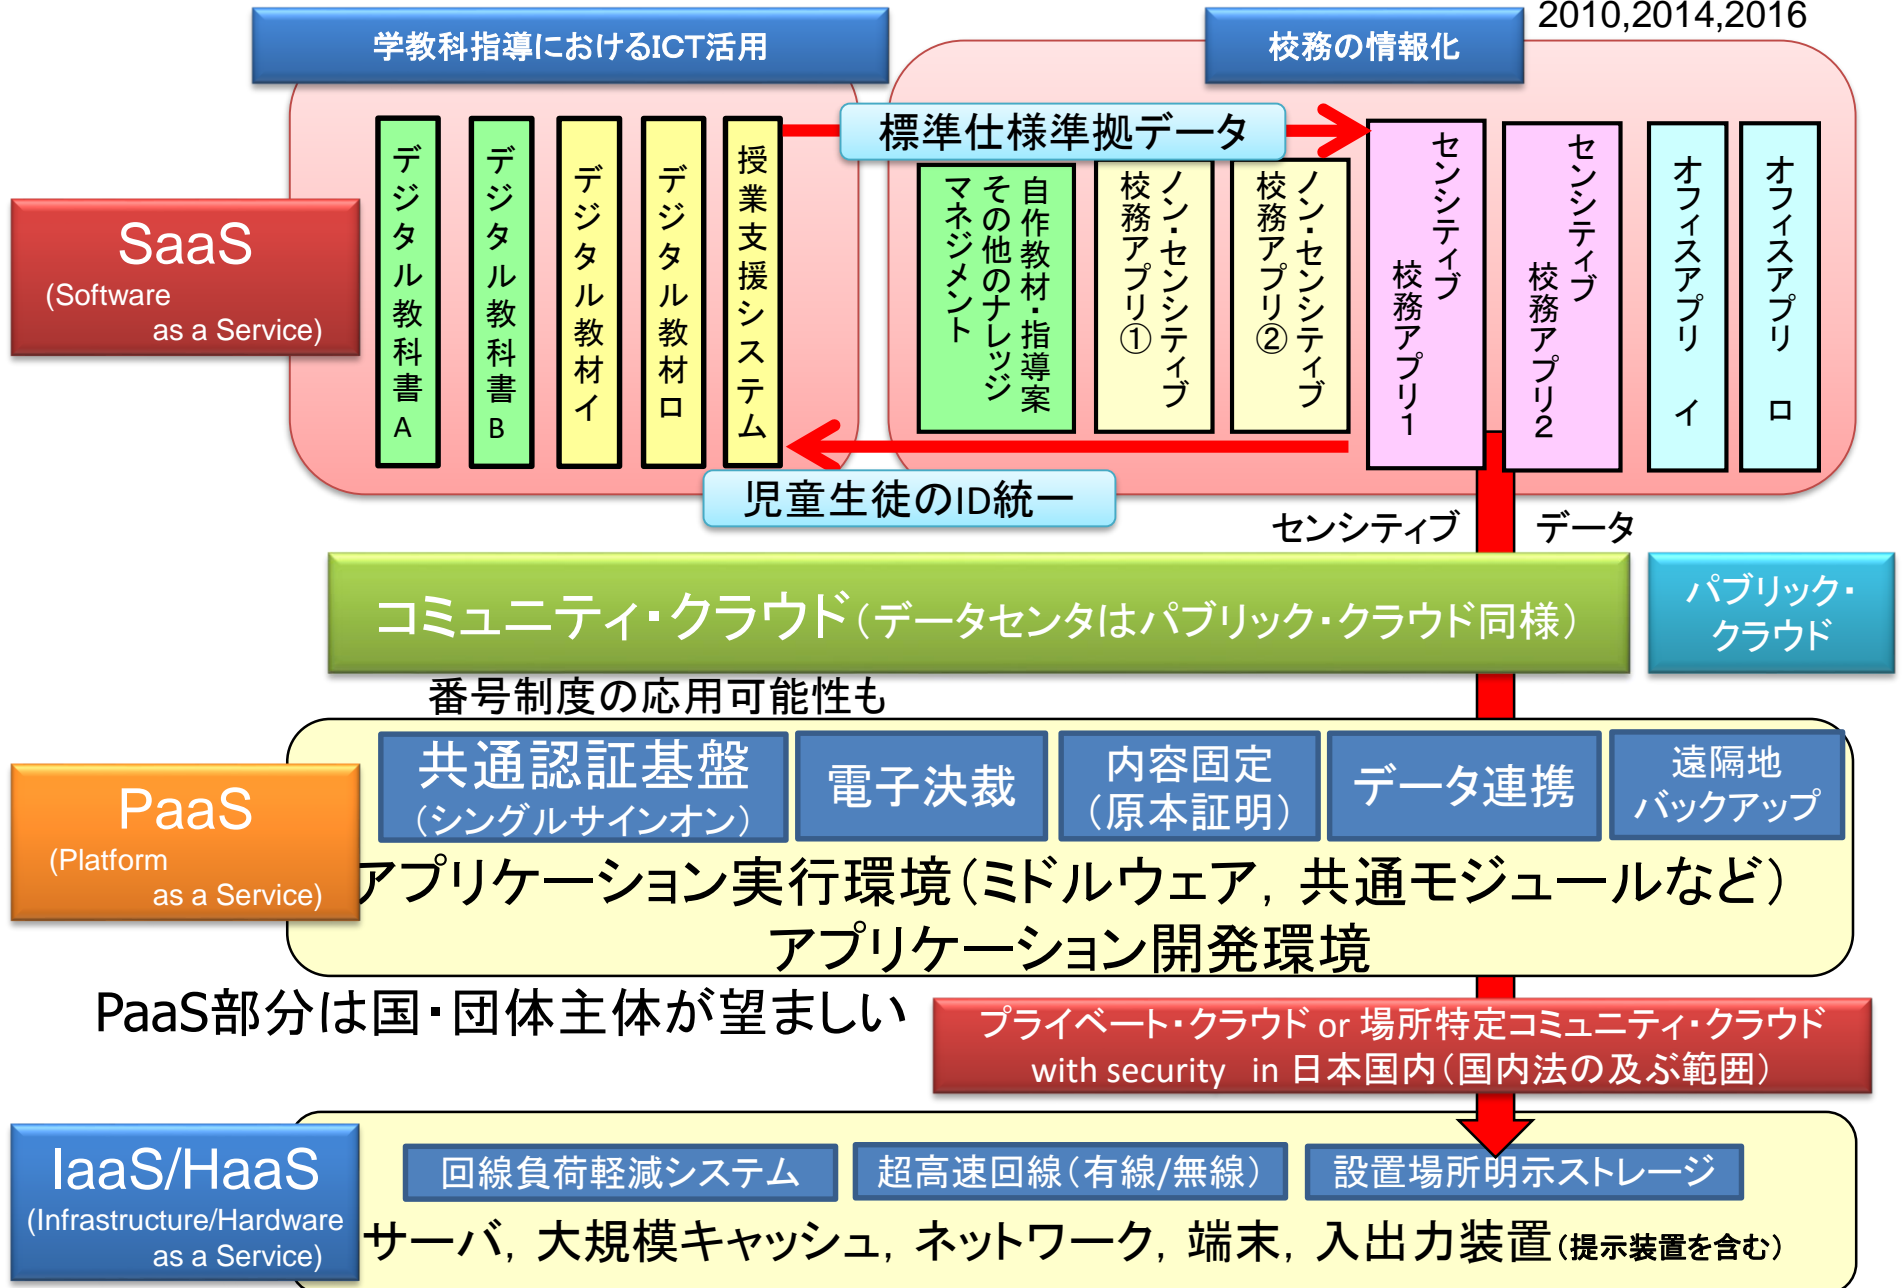 2010,2014,2016
学教科指導におけるICT活用
校務の情報化
標準仕様準拠データ
SaaS
(Software
as a Service)
デジタル教科書A
デジタル教科書B
デジタル教材イ
デジタル教材ロ
授業支援システム
自作教材・指導案
その他のナレッジ
マネジメント
ノン・センシティブ
校務アプリ①
ノン・センシティブ
校務アプリ②
センシティブ
校務アプリ1
センシティブ
校務アプリ2
オフィスアプリ イ
オフィスアプリ ロ
児童生徒のID統一
センシティブ データ
コミュニティ・クラウド(データセンタはパブリック・クラウド同様)
パブリック・
クラウド
番号制度の応用可能性も
PaaS
(Platform
as a Service)
共通認証基盤
(シングルサインオン)
電子決裁
内容固定
(原本証明)
データ連携
遠隔地
バックアップ
アプリケーション実行環境(ミドルウェア, 共通モジュールなど)
アプリケーション開発環境
PaaS部分は国・団体主体が望ましい
プライベート・クラウド or 場所特定コミュニティ・クラウド
with security in 日本国内(国内法の及ぶ範囲)
IaaS/HaaS
(Infrastructure/Hardware
as a Service)
回線負荷軽減システム
超高速回線(有線/無線)
設置場所明示ストレージ
サーバ, 大規模キャッシュ, ネットワーク, 端末, 入出力装置(提示装置を含む)